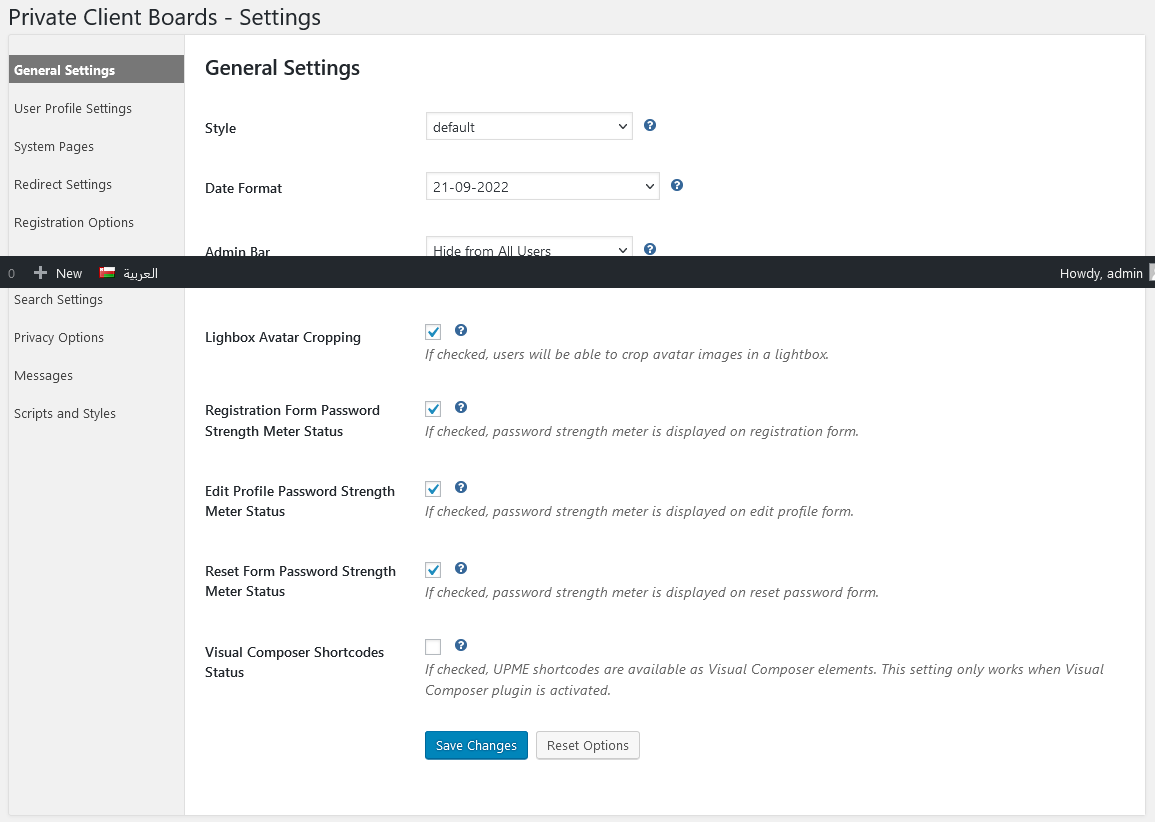 Private Client Boards - Settings
General Settings
User Profile Settings
System Pages
Redirect Settings
Registration Options
General Settings
Style
default
Date Format
21-09-2022
Admin Bar
Hide from All Users
0
New
العربية
Howdy, admin
Search Settings
Privacy Options
Messages
Scripts and Styles
Lighbox Avatar Cropping
If checked, users will be able to crop avatar images in a lightbox.
Registration Form Password
Strength Meter Status
If checked, password strength meter is displayed on registration form.
Edit Profile Password Strength
Meter Status
If checked, password strength meter is displayed on edit profile form.
Reset Form Password Strength
Meter Status
If checked, password strength meter is displayed on reset password form.
Visual Composer Shortcodes
Status
If checked, UPME shortcodes are available as Visual Composer elements. This setting only works when Visual
Composer plugin is activated.
Save Changes
Reset Options